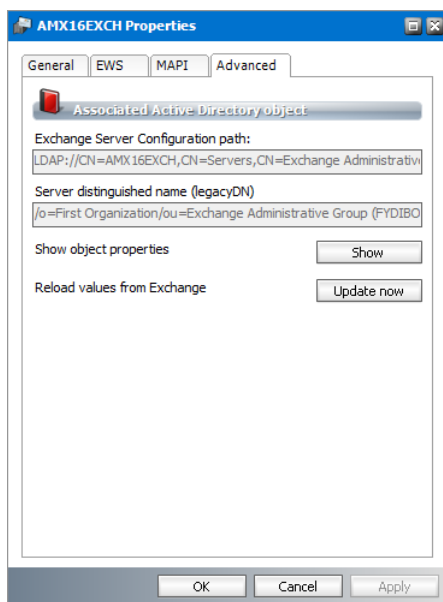 AMX16EXCH Properties
General EWS MAPI Advanced
Associated Active Directory object
Exchange Server Configuration path:
LDAP://CN=AMX16EXCH,CN=Servers,CN=Exchange Administrativ
Server distinguished name (legacyDN)
/o=First Organization/ou=Exchange Administrative Group (FYDIBO
Show object properties Show
Reload values from Exchange Update now
OK Cancel Apply